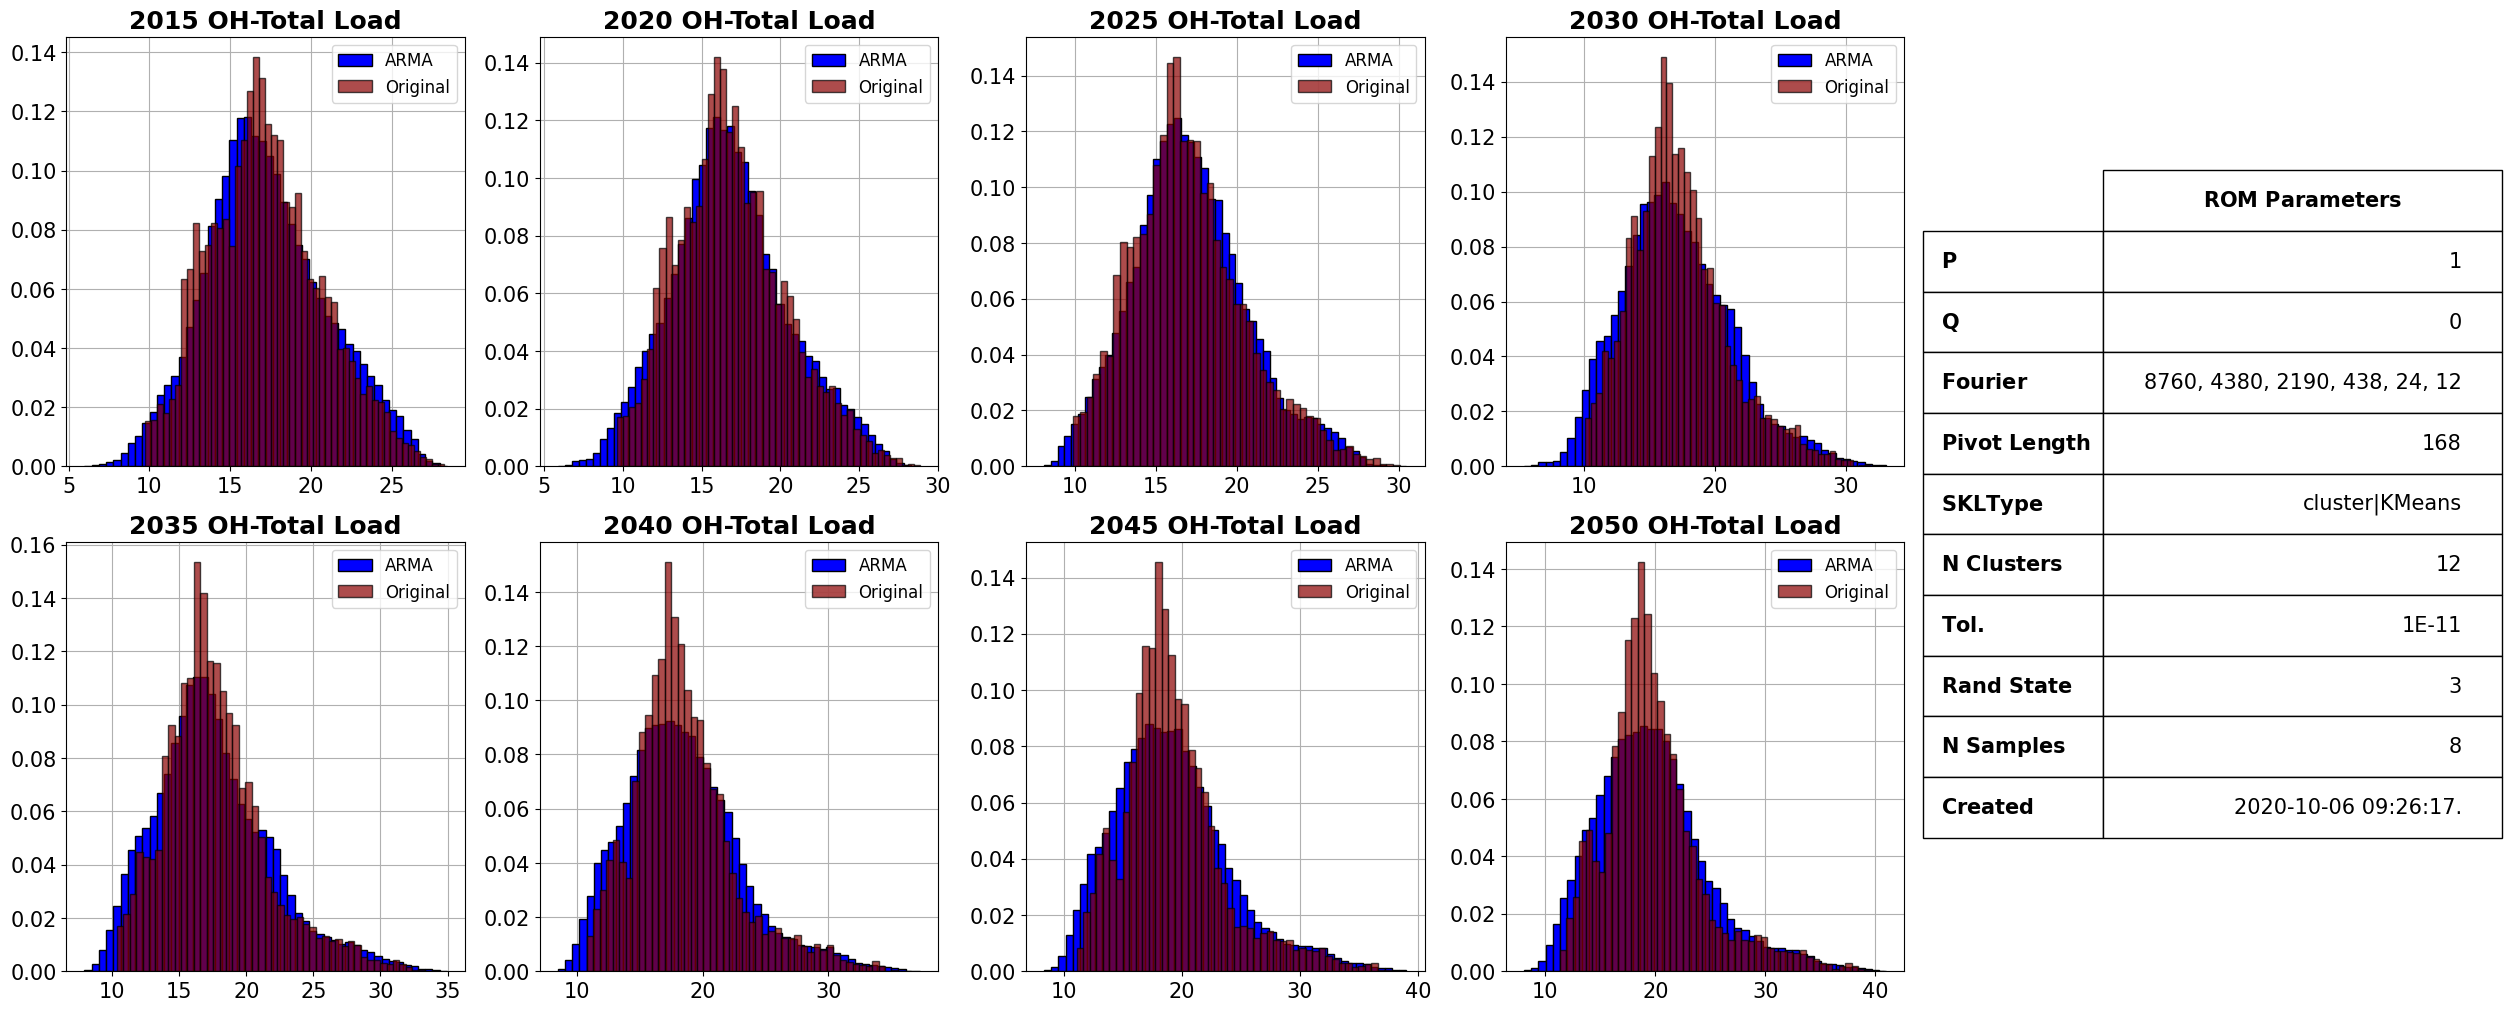 2015 OH-Total Load
0.14
0.12
0.10
0.08
0.06
0.04
0.02
0.00
5 10 15 20 25
ARMA
Original
2020 OH-Total Load
0.14
0.12
0.10
0.08
0.06
0.04
0.02
0.00
5 10 15 20 25 30
ARMA
Original
2025 OH-Total Load
0.14
0.12
0.10
0.08
0.06
0.04
0.02
0.00
10 15 20 25 30
ARMA
Original
2030 OH-Total Load
0.14
0.12
0.10
0.08
0.06
0.04
0.02
0.00
10 20 30
ARMA
Original
2035 OH-Total Load
0.16
0.14
0.12
0.10
0.08
0.06
0.04
0.02
0.00
10 15 20 25 30 35
ARMA
Original
2040 OH-Total Load
0.14
0.12
0.10
0.08
0.06
0.04
0.02
0.00
10 20 30
ARMA
Original
2045 OH-Total Load
0.14
0.12
0.10
0.08
0.06
0.04
0.02
0.00
10 20 30 40
ARMA
Original
2050 OH-Total Load
0.14
0.12
0.10
0.08
0.06
0.04
0.02
0.00
10 20 30 40
ARMA
Original
ROM Parameters
P 1
Q 0
Fourier 8760, 4380, 2190, 438, 24, 12
Pivot Length 168
SKLType cluster|KMeans
N Clusters 12
Tol. 1E-11
Rand State 3
N Samples 8
Created 2020-10-06 09:26:17.